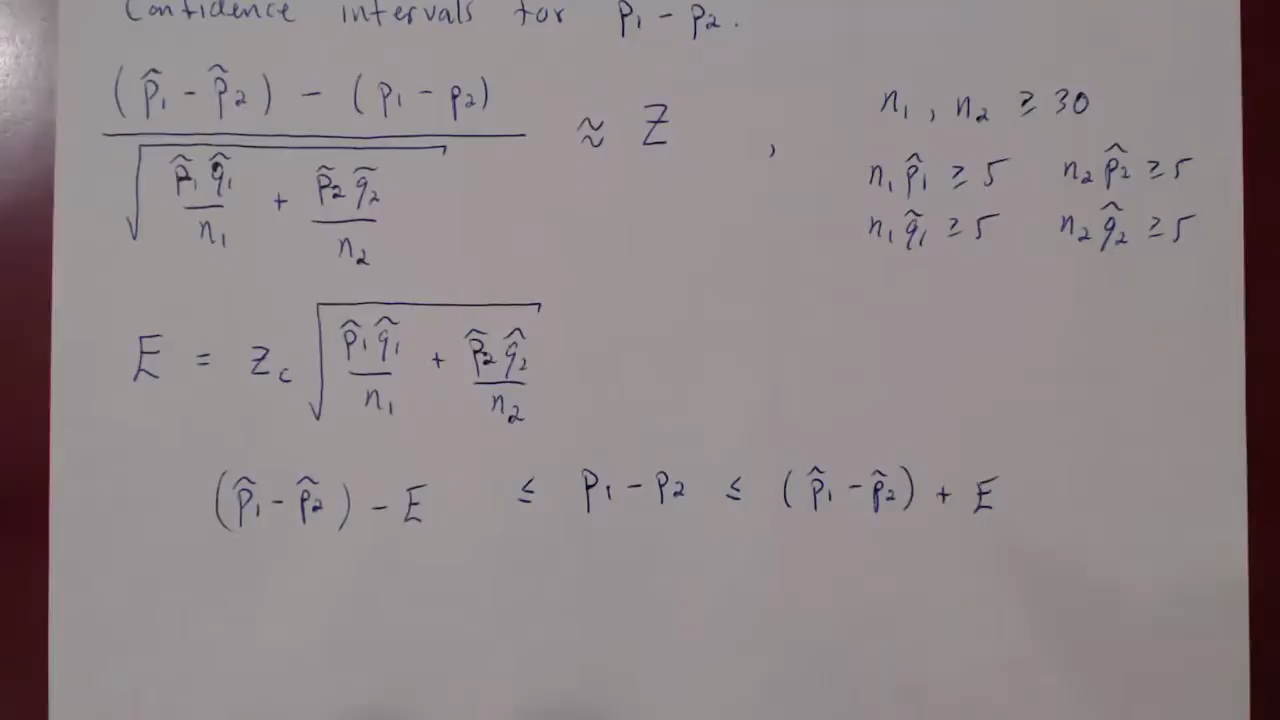 Confidence intervals for p₁ - p₂.
(p̂₁ - p̂₂) - (p₁ - p₂) / √(p̂₁q̂₁/n₁ + p̂₂q̂₂/n₂) ≈ Z ,
n₁, n₂ ≥ 30
n₁p̂₁ ≥ 5 n₂p̂₂ ≥ 5
n₁q̂₁ ≥ 5 n₂q̂₂ ≥ 5
E = z_c √(p̂₁q̂₁/n₁ + p̂₂q̂₂/n₂)
(p̂₁ - p̂₂) - E ≤ p₁ - p₂ ≤ (p̂₁ - p̂₂) + E